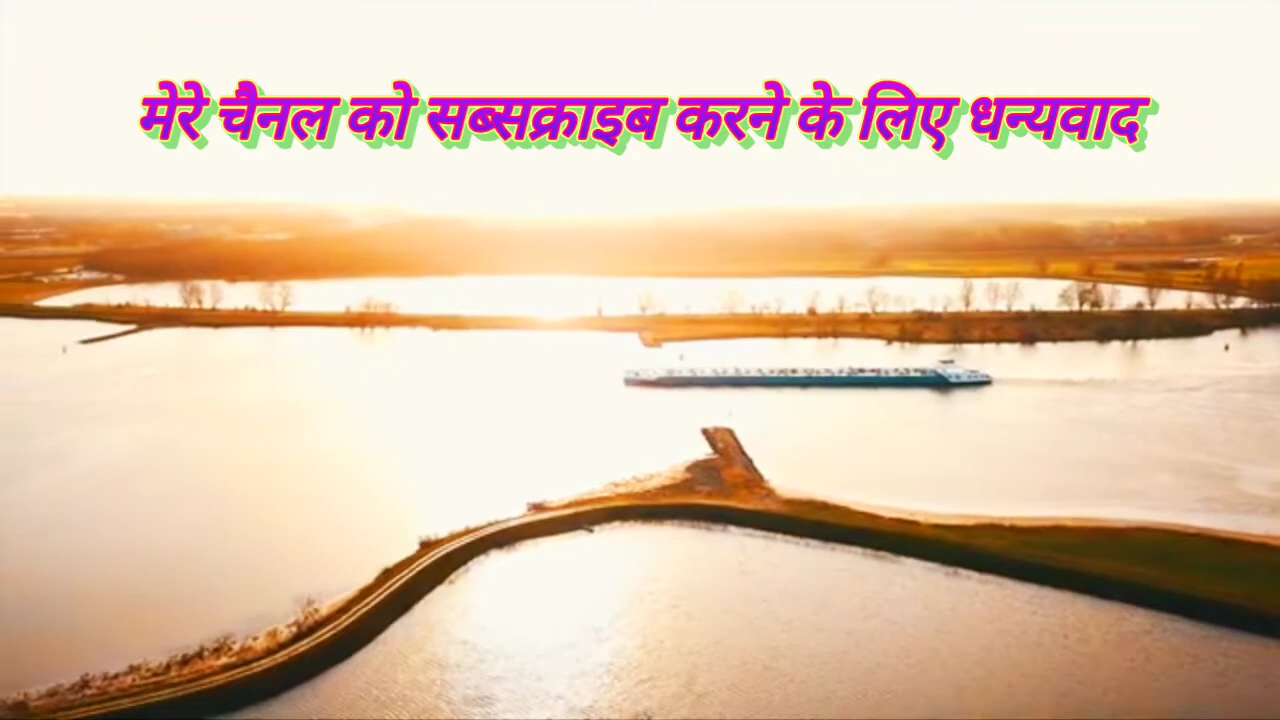 मेरे चैनल को सब्सक्राइब करने के लिए धन्यवाद